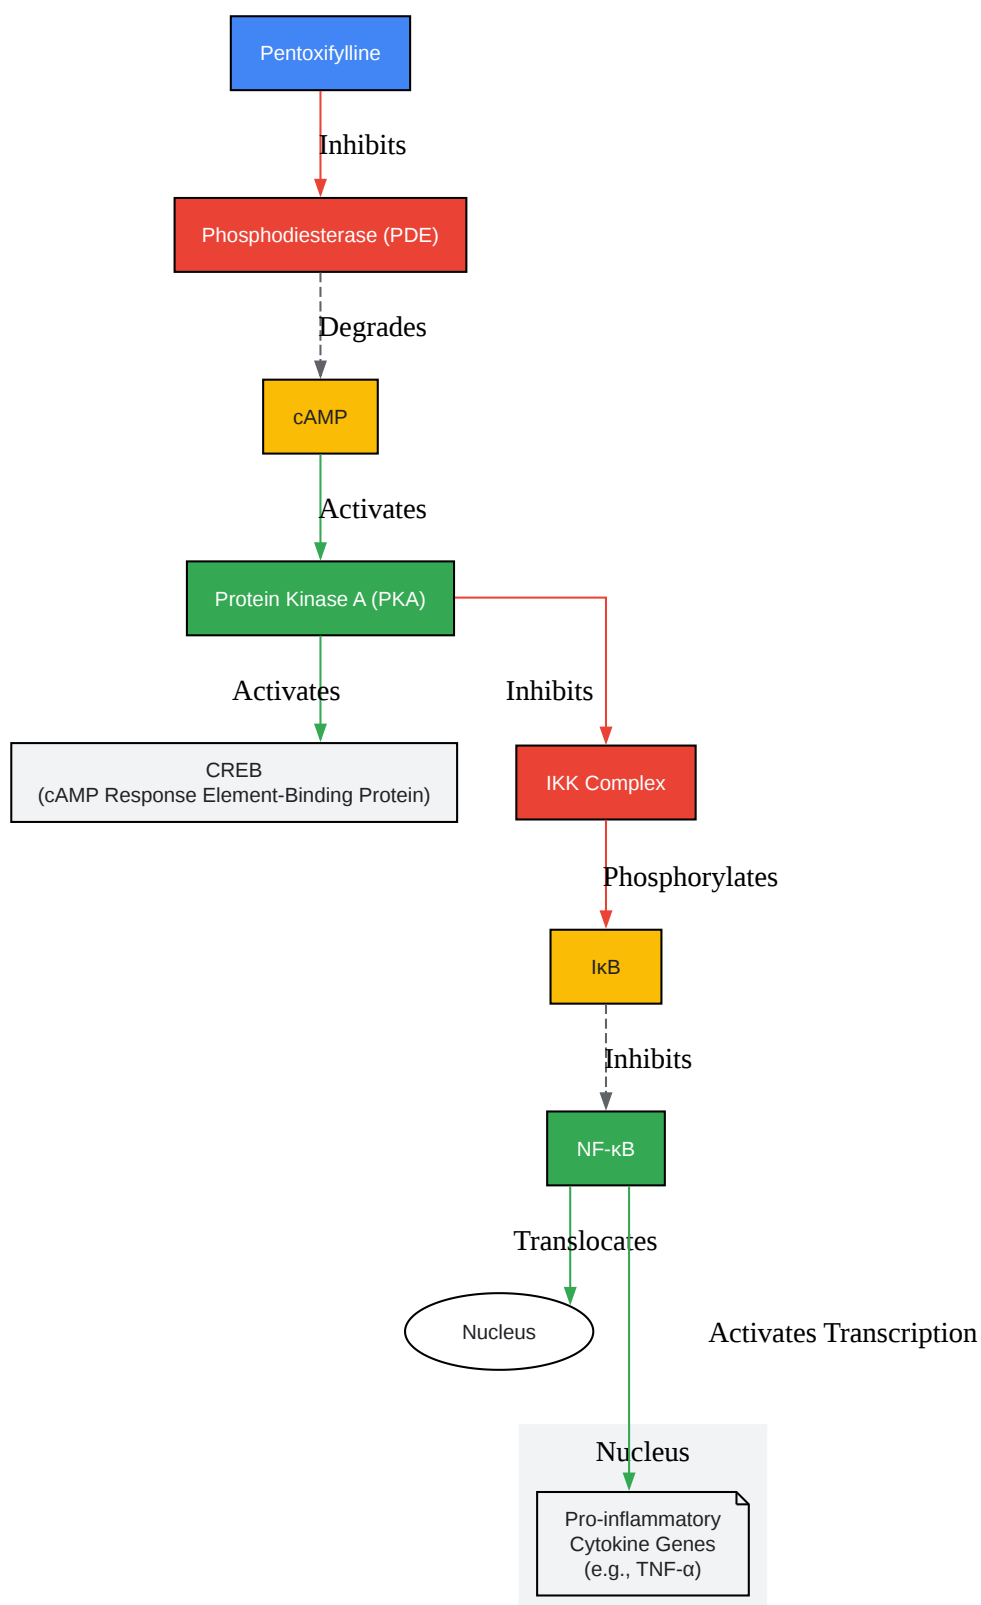 Pentoxifylline
Inhibits
Phosphodiesterase (PDE)
Degrades
cAMP
Activates
Protein Kinase A (PKA)
Activates
Inhibits
CREB
(cAMP Response Element-Binding Protein)
IKK Complex
Phosphorylates
IκB
Inhibits
NF-κB
Translocates
Nucleus
Activates Transcription
Nucleus
Pro-inflammatory
Cytokine Genes
(e.g., TNF-α)